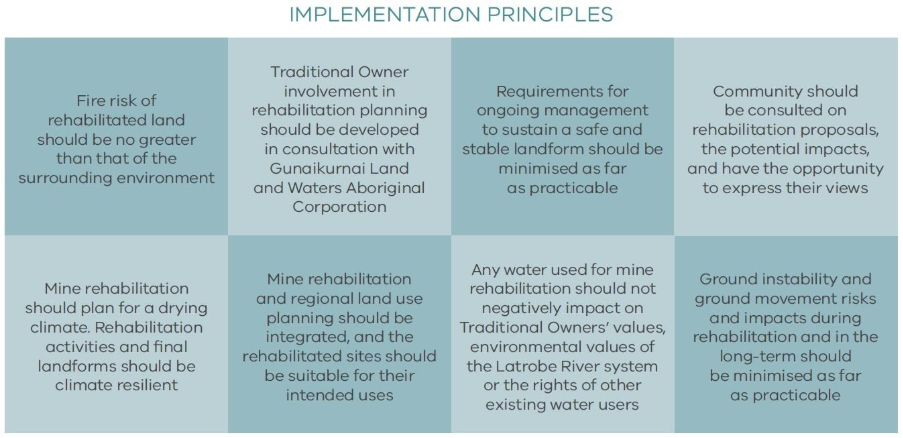 IMPLEMENTATION PRINCIPLES
Fire risk of
rehabilitated land
should be no greater
than that of the
surrounding environment
Traditional Owner
involvement in
rehabilitation planning
should be developed
in consultation with
Gunaikurnai Land
and Waters Aboriginal
Corporation
Requirements for
ongoing management
to sustain a safe and
stable landform should be
minimised as far
as practicable
Community should
be consulted on
rehabilitation proposals,
the potential impacts,
and have the opportunity
to express their views
Mine rehabilitation
should plan for a drying
climate. Rehabilitation
activities and final
landforms should be
climate resilient
Mine rehabilitation
and regional land use
planning should be
integrated, and the
rehabilitated sites should
be suitable for their
intended uses
Any water used for mine
rehabilitation should not
negatively impact on
Traditional Owners' values,
environmental values of
the Latrobe River system
or the rights of other
existing water users
Ground instability and
ground movement risks
and impacts during
rehabilitation and in the
long-term should
be minimised as far
as practicable